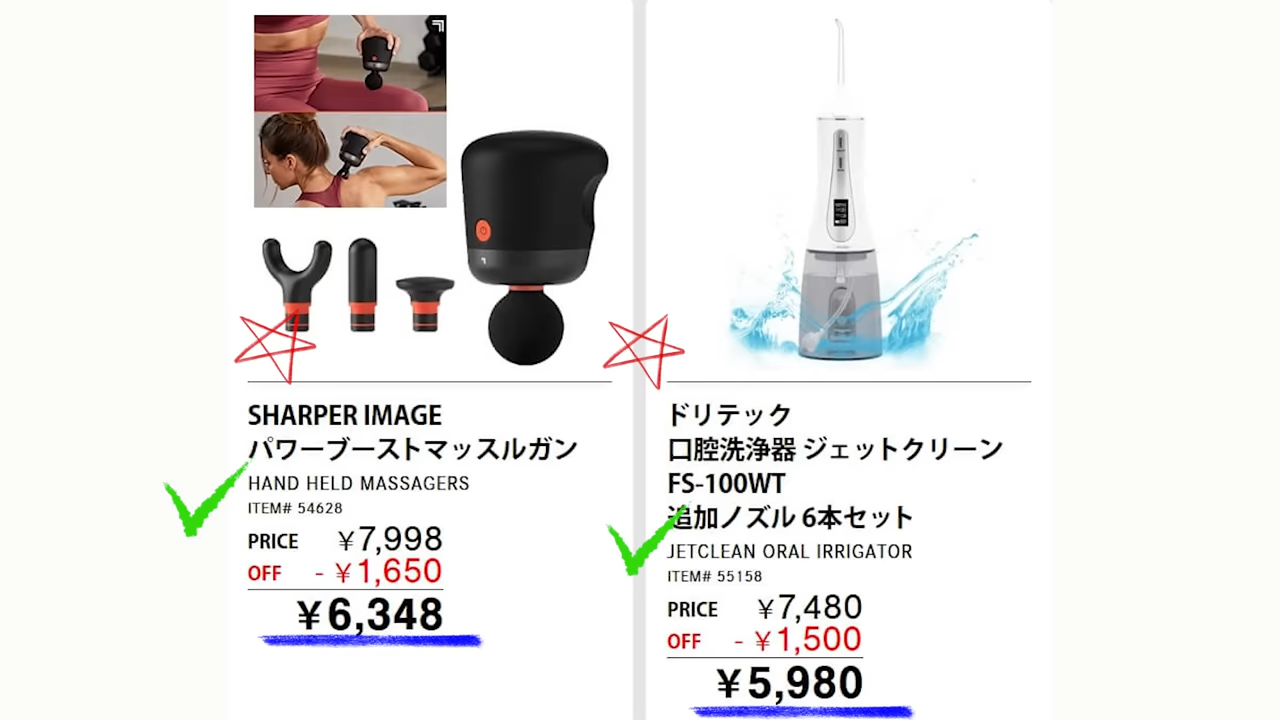 SHARPER IMAGE
パワーブーストマッスルガン
HAND HELD MASSAGERS
ITEM# 54628
PRICE ¥7,998
OFF - ¥1,650
¥6,348
ドリテック
口腔洗浄器 ジェットクリーン
FS-100WT
追加ノズル 6本セット
JETCLEAN ORAL IRRIGATOR
ITEM# 55158
PRICE ¥7,480
OFF - ¥1,500
¥5,980